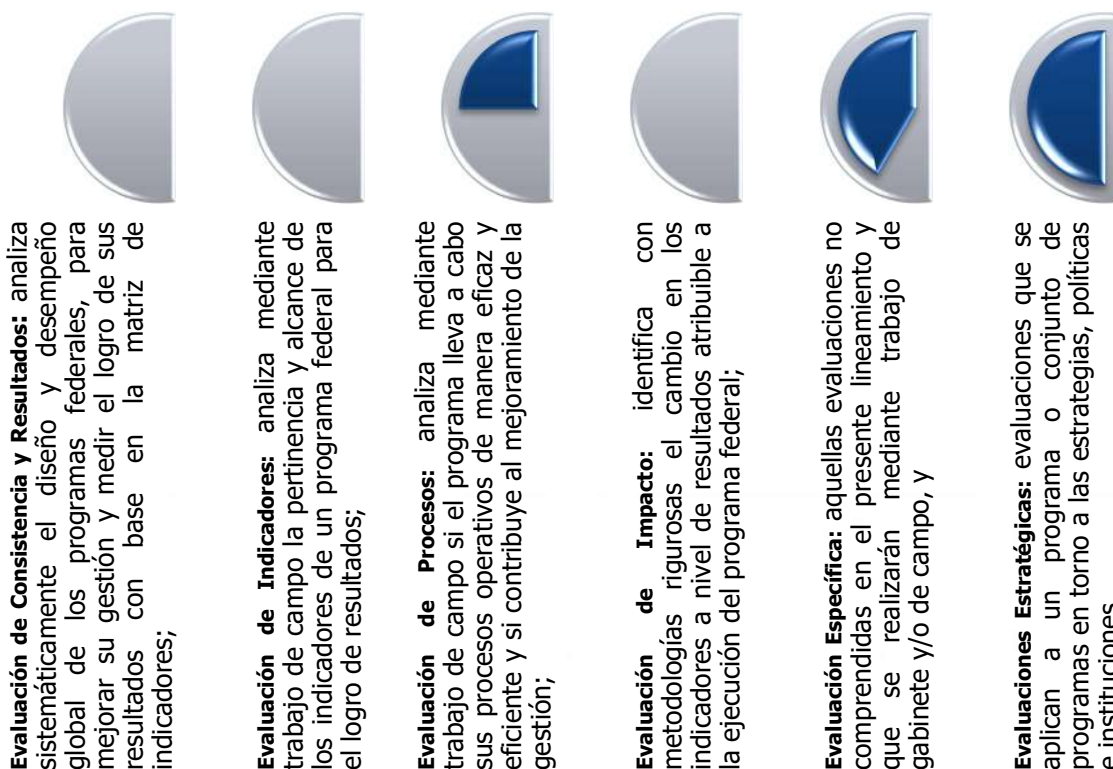 Evaluación de Consistencia y Resultados: analiza
sistemáticamente el diseño y desempeño
global de los programas federales, para
mejorar su gestión y medir el logro de sus
resultados con base en la matriz de
indicadores;
Evaluación de Indicadores: analiza mediante
trabajo de campo la pertinencia y alcance de
los indicadores de un programa federal para
el logro de resultados;
Evaluación de Procesos: analiza mediante
trabajo de campo si el programa lleva a cabo
sus procesos operativos de manera eficaz y
eficiente y si contribuye al mejoramiento de la
gestión;
Evaluación de Impacto: identifica con
metodologías rigurosas el cambio en los
indicadores a nivel de resultados atribuible a
la ejecución del programa federal;
Evaluación Específica: aquellas evaluaciones no
comprendidas en el presente lineamiento y
que se realizarán mediante trabajo de
gabinete y/o de campo, y
Evaluaciones Estratégicas: evaluaciones que se
aplican a un programa o conjunto de
programas en torno a las estrategias, políticas
e instituciones